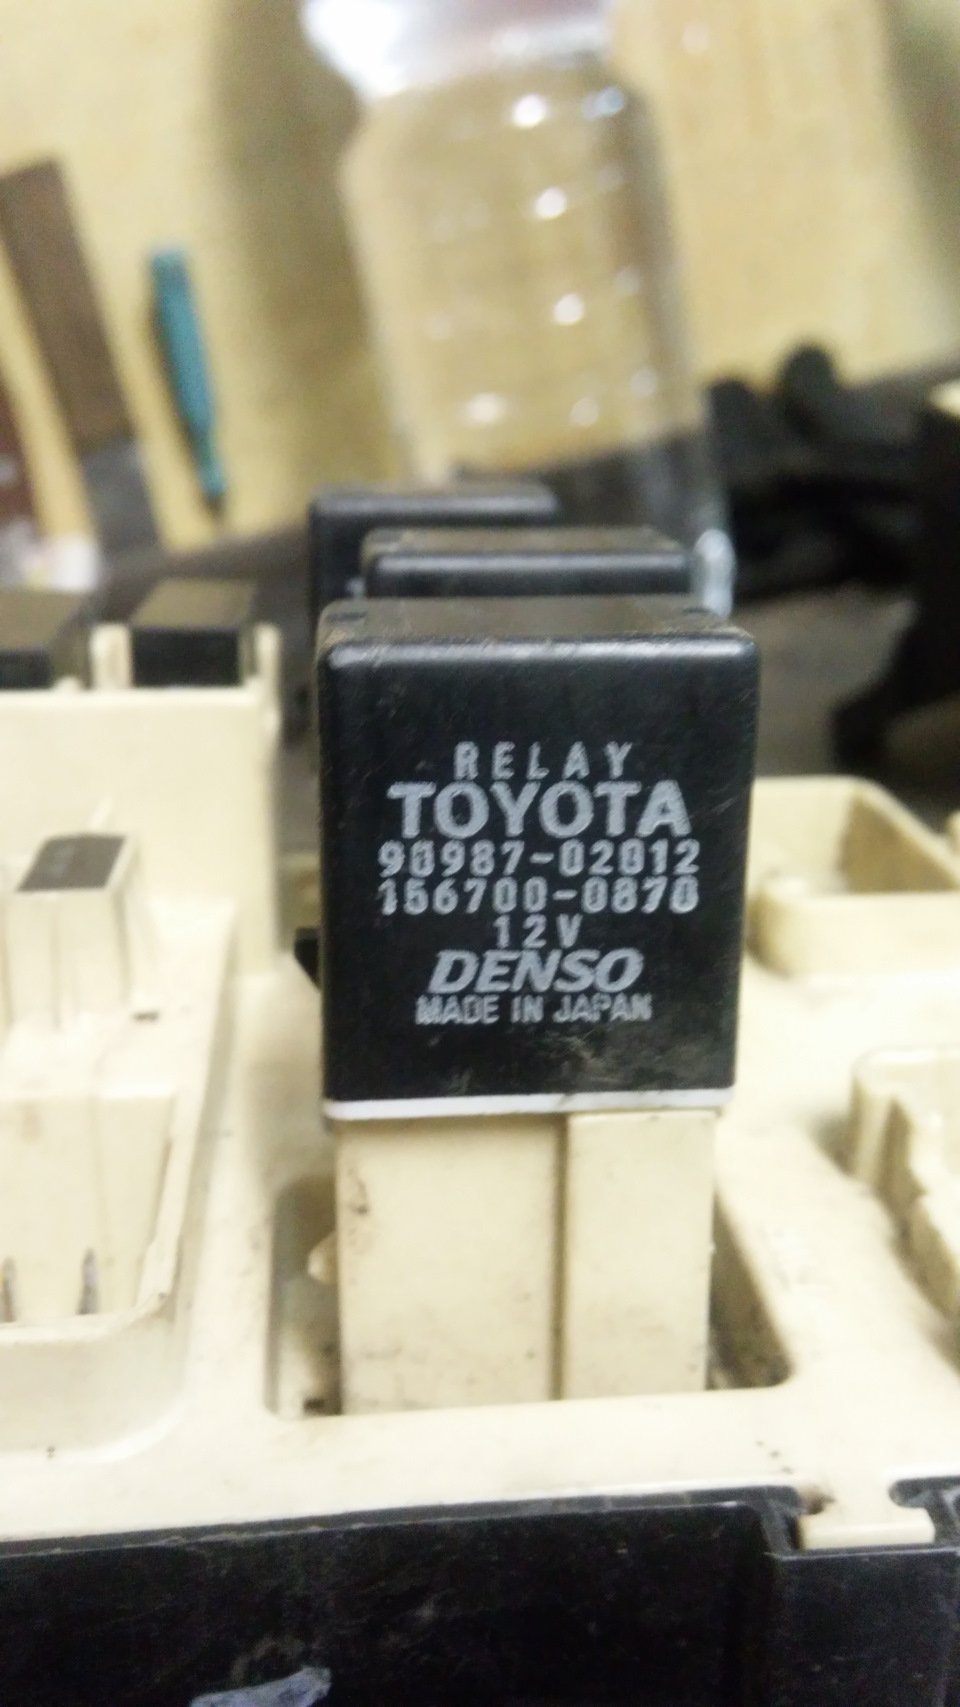 RELAY
TOYOTA
90987-02012
156700-0870
12V
DENSO
MADE IN JAPAN